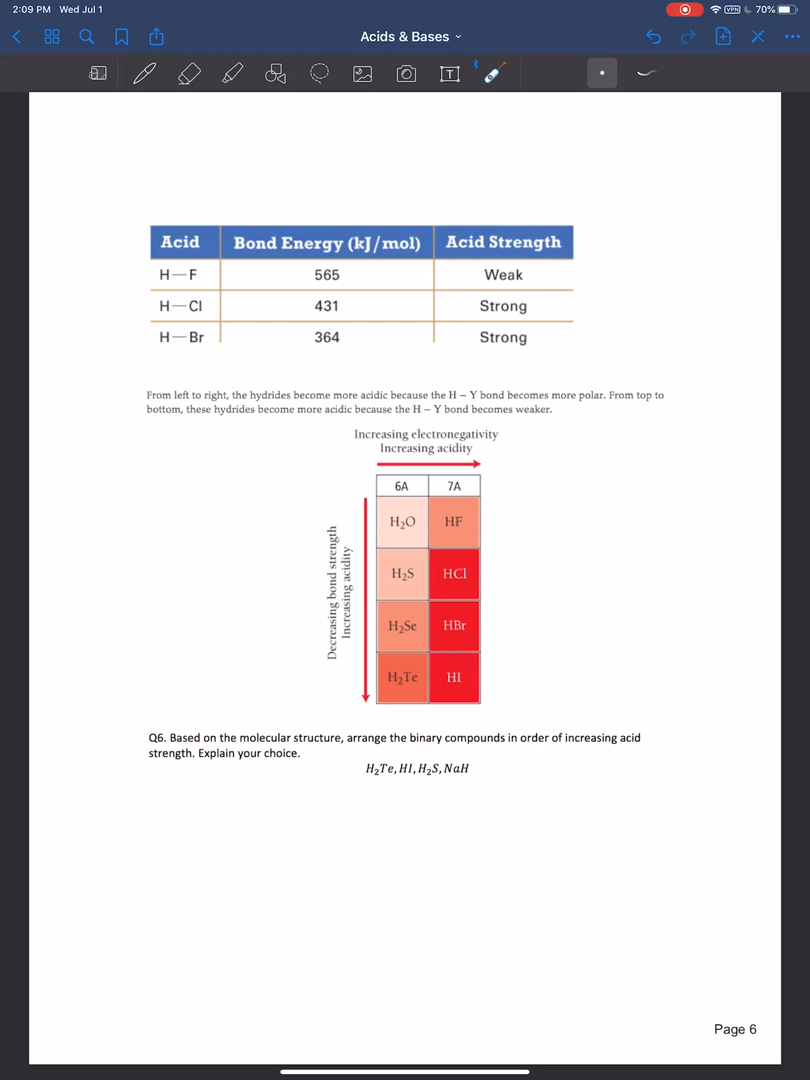 2:09 PM Wed Jul 1
VPN 70%
Acids & Bases
T
Acid Bond Energy (kJ/mol) Acid Strength
H—F 565 Weak
H—Cl 431 Strong
H—Br 364 Strong
From left to right, the hydrides become more acidic because the H – Y bond becomes more polar. From top to
bottom, these hydrides become more acidic because the H – Y bond becomes weaker.
Increasing electronegativity
Increasing acidity
6A 7A
Decreasing bond strength
Increasing acidity
H₂O HF
H₂S HCl
H₂Se HBr
H₂Te HI
Q6. Based on the molecular structure, arrange the binary compounds in order of increasing acid
strength. Explain your choice.
H₂Te, HI, H₂S, NaH
Page 6